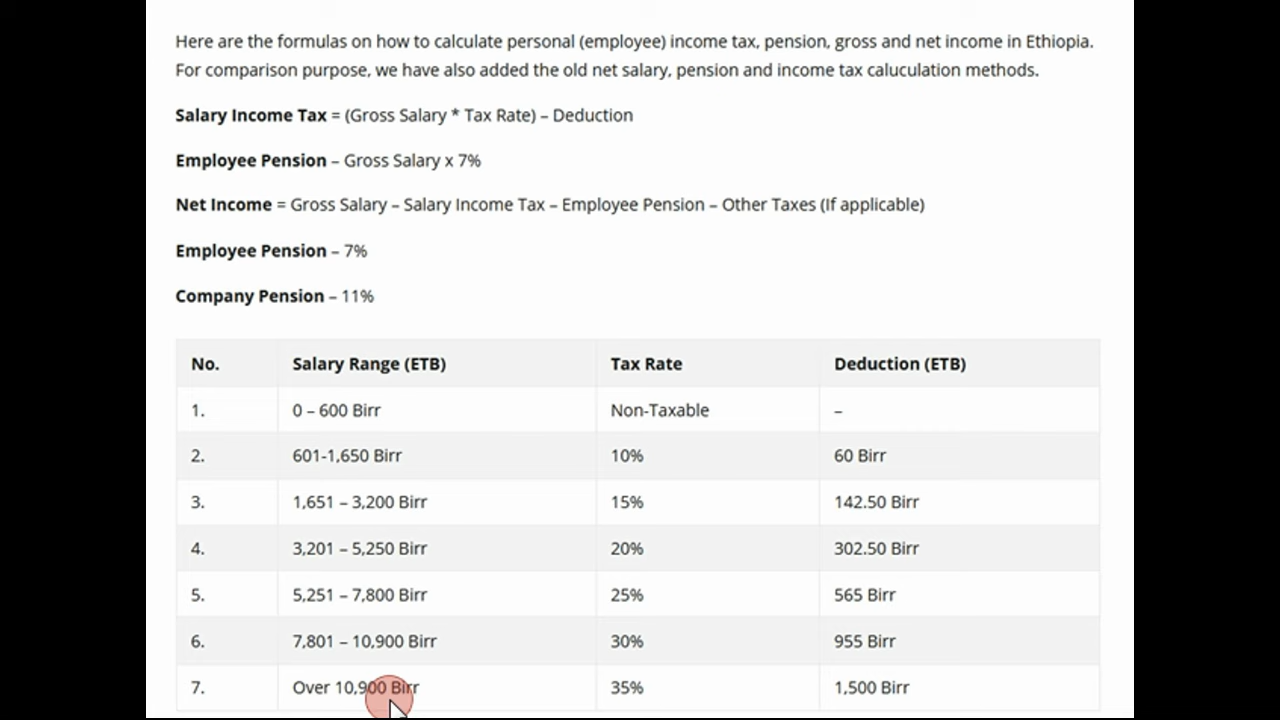 Here are the formulas on how to calculate personal (employee) income tax, pension, gross and net income in Ethiopia.
For comparison purpose, we have also added the old net salary, pension and income tax caluculation methods.
Salary Income Tax = (Gross Salary * Tax Rate) – Deduction
Employee Pension – Gross Salary x 7%
Net Income = Gross Salary – Salary Income Tax – Employee Pension – Other Taxes (If applicable)
Employee Pension – 7%
Company Pension – 11%
No. Salary Range (ETB) Tax Rate Deduction (ETB)
1. 0 – 600 Birr Non-Taxable –
2. 601-1,650 Birr 10% 60 Birr
3. 1,651 – 3,200 Birr 15% 142.50 Birr
4. 3,201 – 5,250 Birr 20% 302.50 Birr
5. 5,251 – 7,800 Birr 25% 565 Birr
6. 7,801 – 10,900 Birr 30% 955 Birr
7. Over 10,900 Birr 35% 1,500 Birr